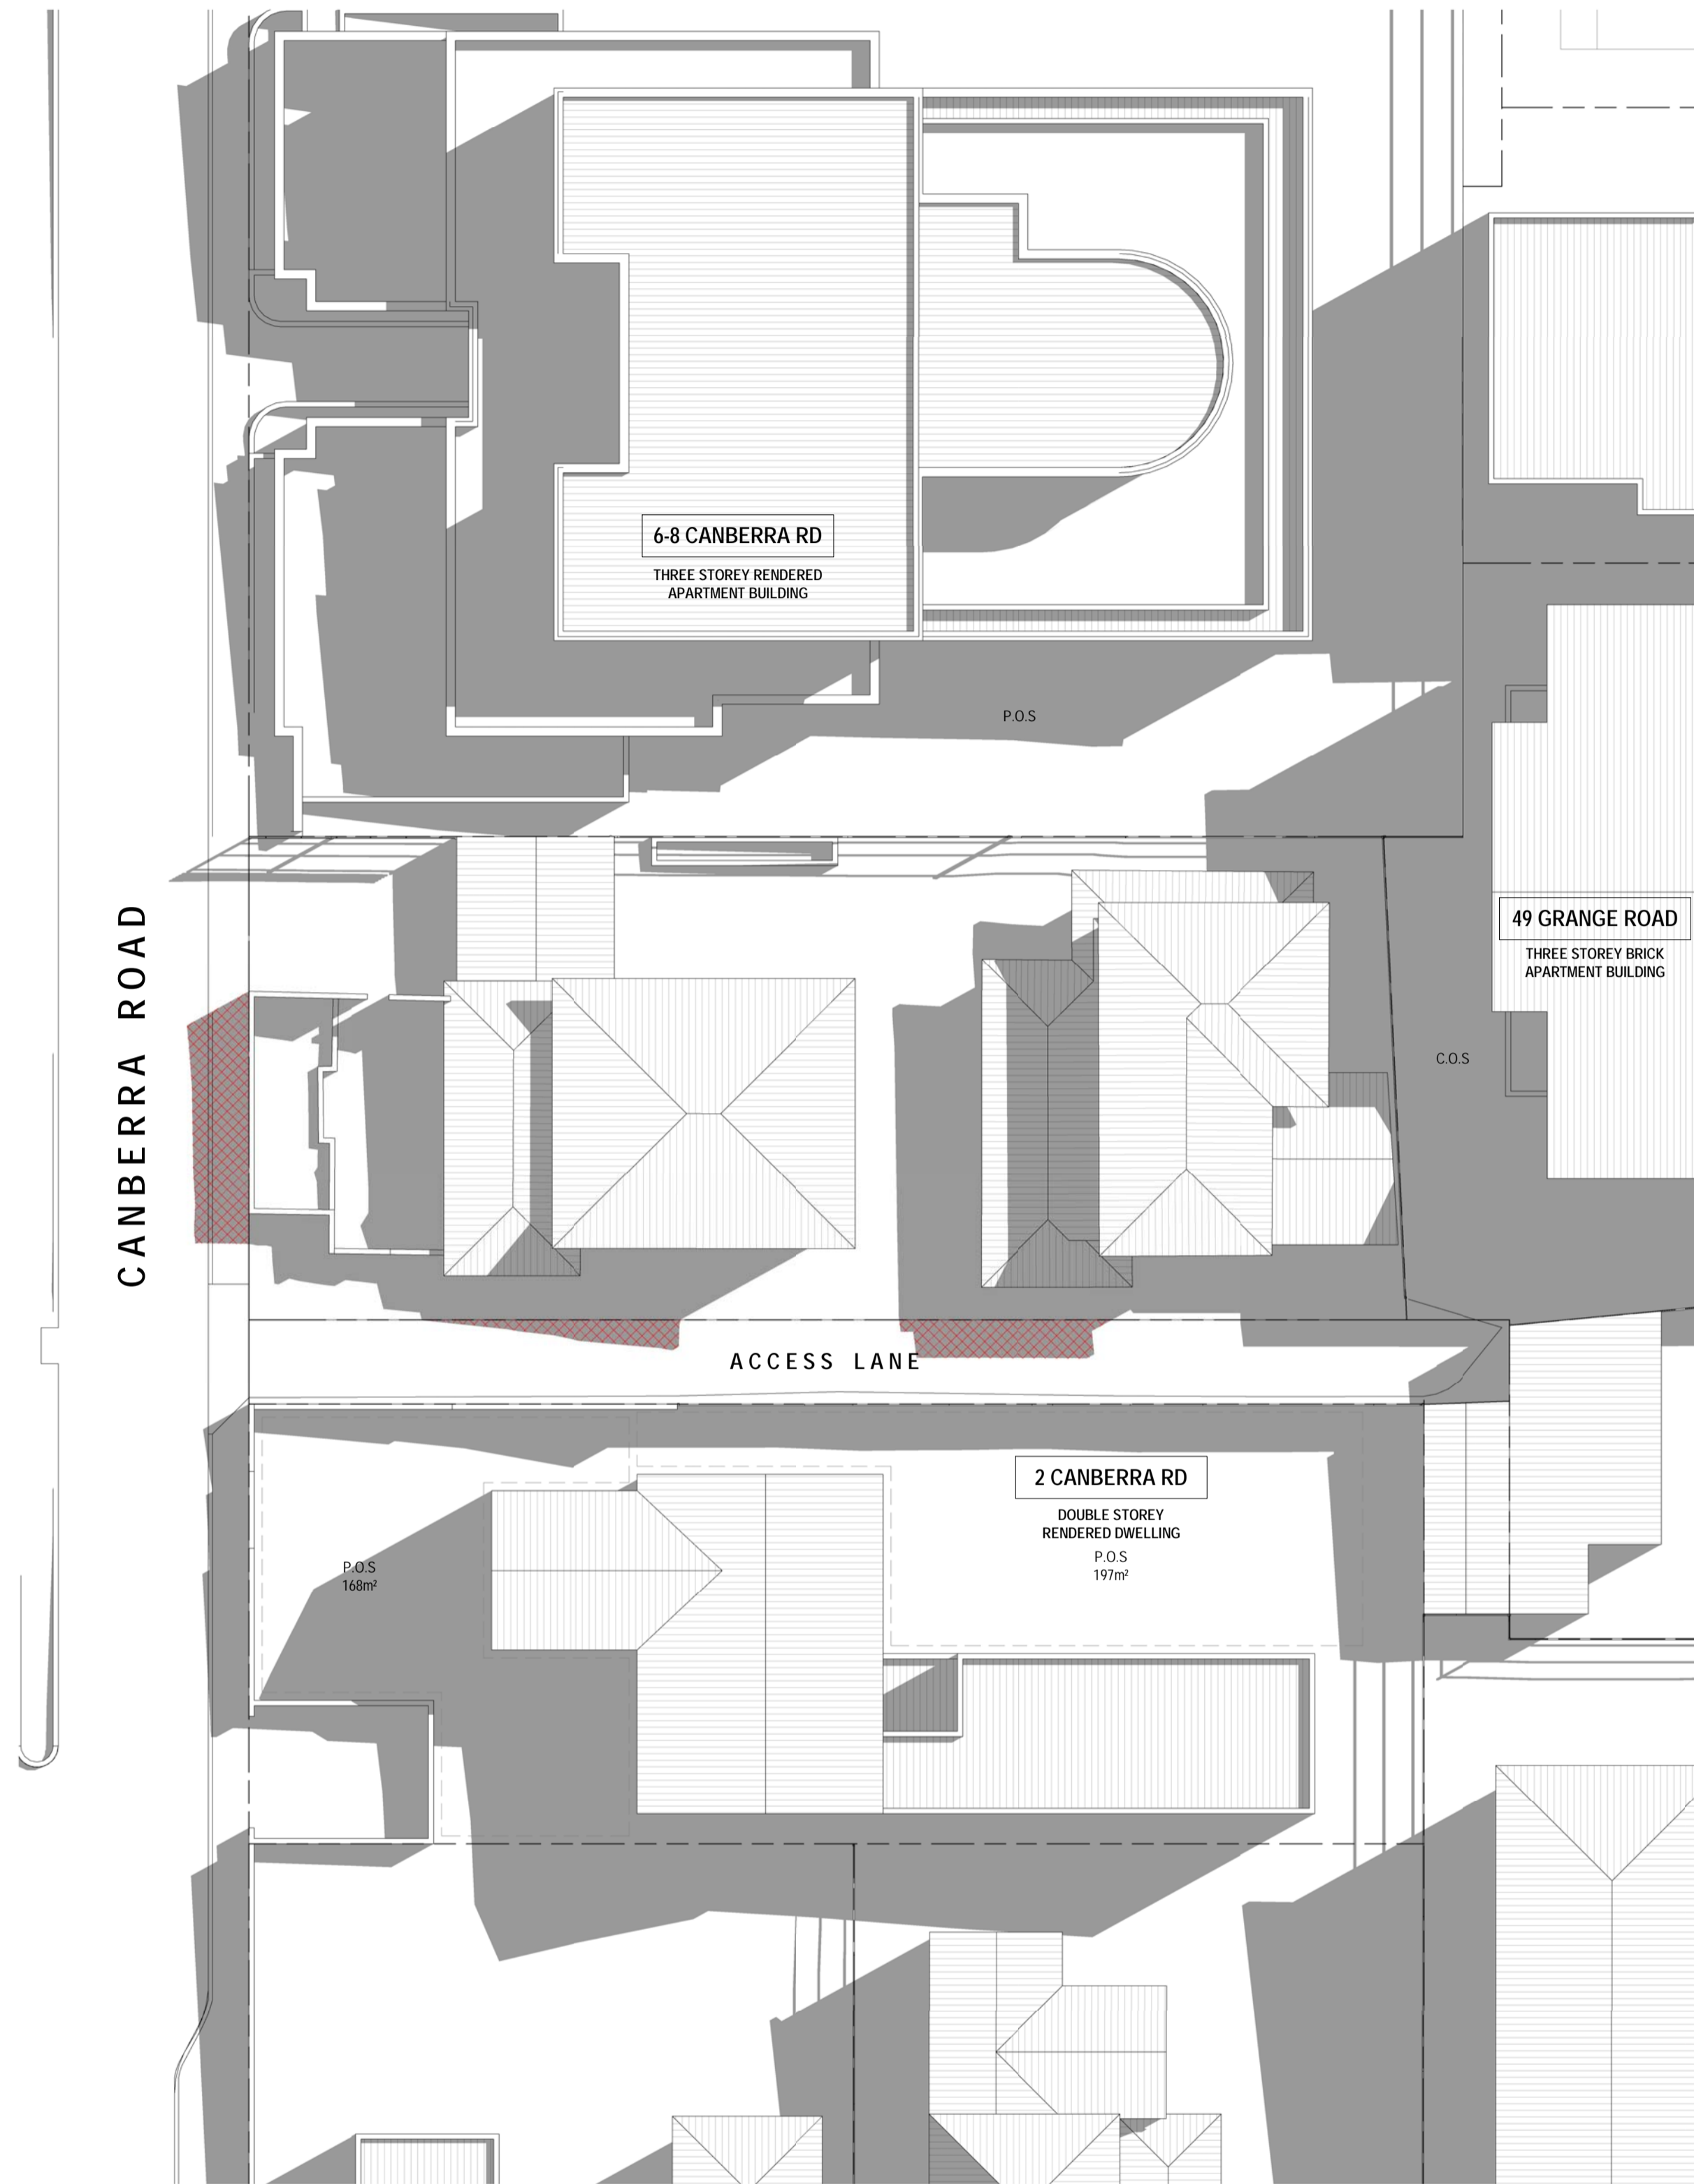 6-8 CANBERRA RD
THREE STOREY RENDERED
APARTMENT BUILDING
P.O.S
CANBERRA ROAD
49 GRANGE ROAD
THREE STOREY BRICK
APARTMENT BUILDING
C.O.S
ACCESS LANE
2 CANBERRA RD
DOUBLE STOREY
RENDERED DWELLING
P.O.S
197m²
P.O.S
168m²